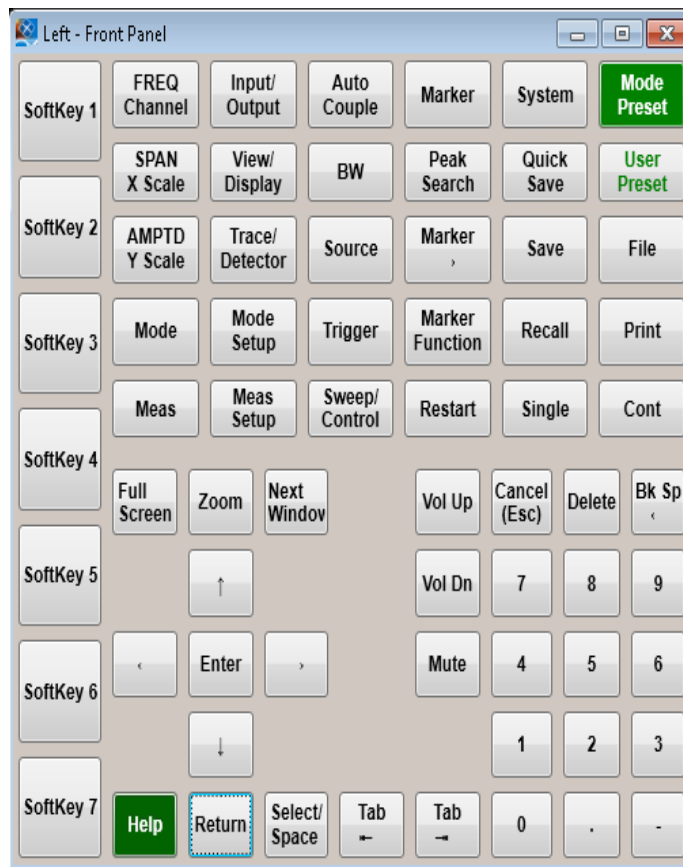 Left - Front Panel
SoftKey 1
FREQ
Channel
Input/
Output
Auto
Couple
Marker
System
Mode
Preset
SPAN
X Scale
View/
Display
BW
Peak
Search
Quick
Save
User
Preset
SoftKey 2
AMPTD
Y Scale
Trace/
Detector
Source
Marker
›
Save
File
SoftKey 3
Mode
Mode
Setup
Trigger
Marker
Function
Recall
Print
Meas
Meas
Setup
Sweep/
Control
Restart
Single
Cont
SoftKey 4
Full
Screen
Zoom
Next
Window
Vol Up
Cancel
(Esc)
Delete
Bk Sp
‹
SoftKey 5
↑
Vol Dn
7
8
9
‹
Enter
›
Mute
4
5
6
SoftKey 6
↓
1
2
3
SoftKey 7
Help
Return
Select/
Space
Tab
⇤
Tab
⇥
0
.
-